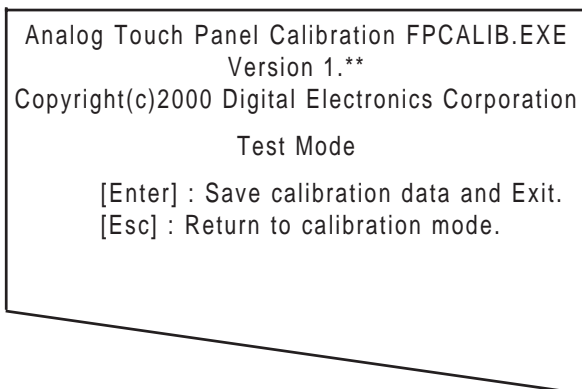 Analog Touch Panel Calibration FPCALIB.EXE
Version 1.**
Copyright(c)2000 Digital Electronics Corporation
Test Mode
[Enter] : Save calibration data and Exit.
[Esc] : Return to calibration mode.